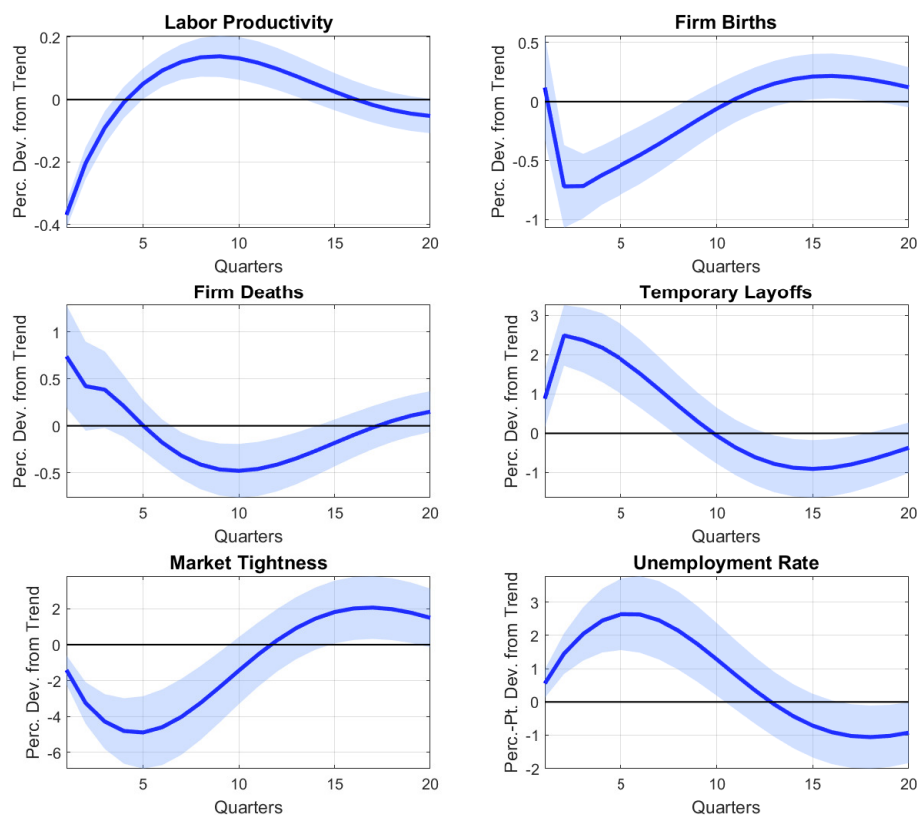 Labor Productivity
Perc. Dev. from Trend
0.2
0
-0.2
-0.4
5
10
15
20
Quarters
Firm Births
Perc. Dev. from Trend
0.5
0
-0.5
-1
5
10
15
20
Quarters
Firm Deaths
Perc. Dev. from Trend
1
0.5
0
-0.5
5
10
15
20
Quarters
Temporary Layoffs
Perc. Dev. from Trend
3
2
1
0
-1
5
10
15
20
Quarters
Market Tightness
Perc. Dev. from Trend
2
0
-2
-4
-6
5
10
15
20
Quarters
Unemployment Rate
Perc.-Pt. Dev. from Trend
3
2
1
0
-1
-2
5
10
15
20
Quarters